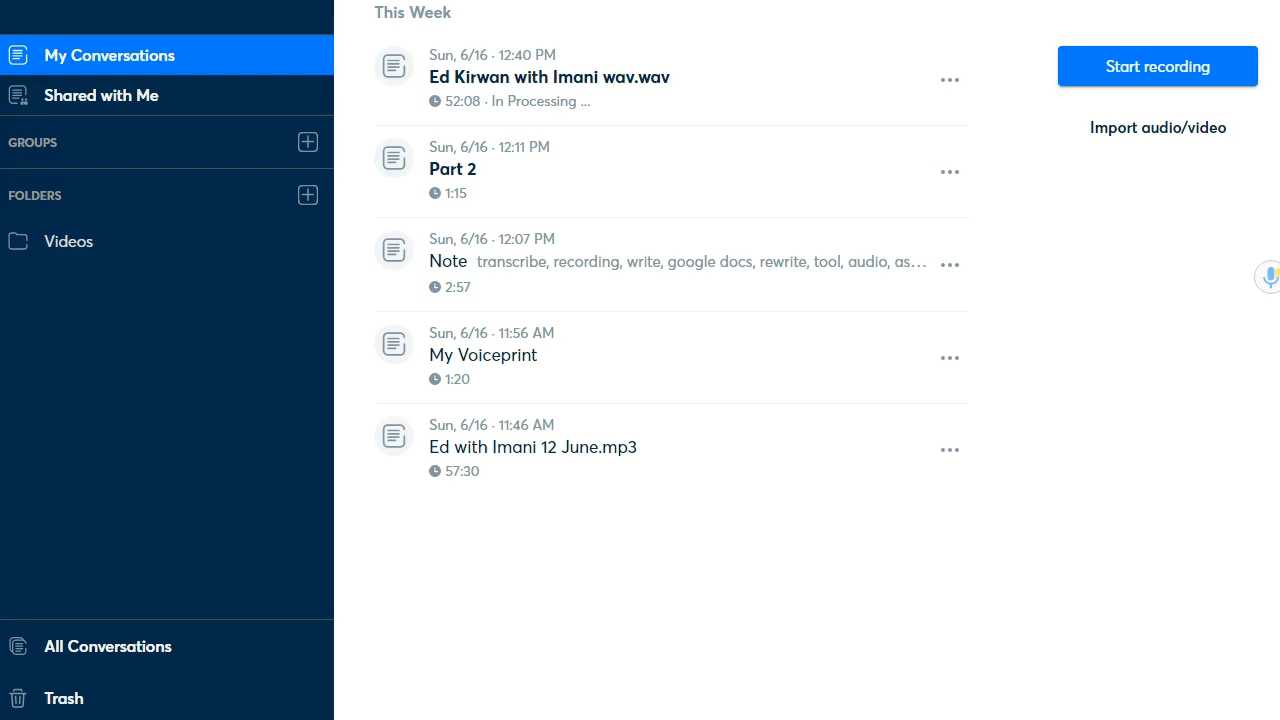 My Conversations
Shared with Me
GROUPS
FOLDERS
Videos
All Conversations
Trash
This Week
Sun, 6/16 · 12:40 PM
Ed Kirwan with Imani wav.wav
52:08 · In Processing ...
Sun, 6/16 · 12:11 PM
Part 2
1:15
Sun, 6/16 · 12:07 PM
Note transcribe, recording, write, google docs, rewrite, tool, audio, as...
2:57
Sun, 6/16 · 11:56 AM
My Voiceprint
1:20
Sun, 6/16 · 11:46 AM
Ed with Imani 12 June.mp3
57:30
Start recording
Import audio/video